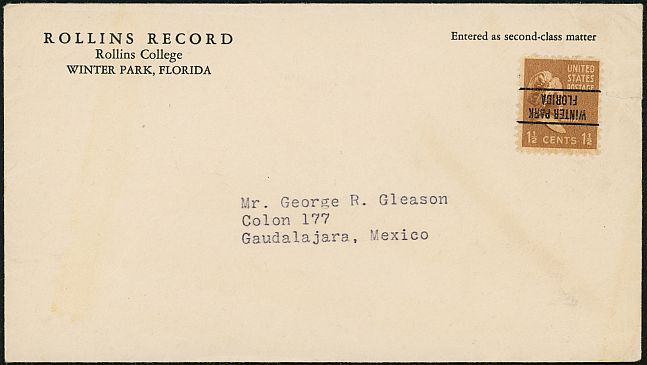 ROLLINS RECORD
Rollins College
WINTER PARK, FLORIDA
Entered as second-class matter
UNITED
STATES
POSTAGE
WINTER PARK
FLORIDA
1½ CENTS 1½
Mr. George R. Gleason
Colon 177
Gaudalajara, Mexico